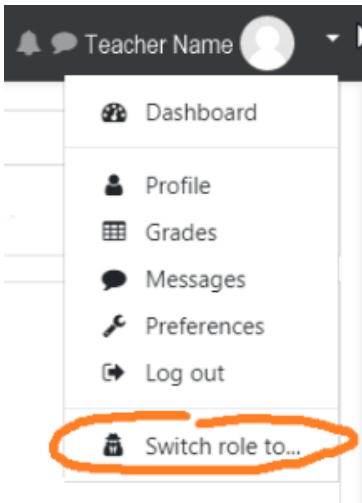 Teacher Name
Dashboard
Profile
Grades
Messages
Preferences
Log out
Switch role to...